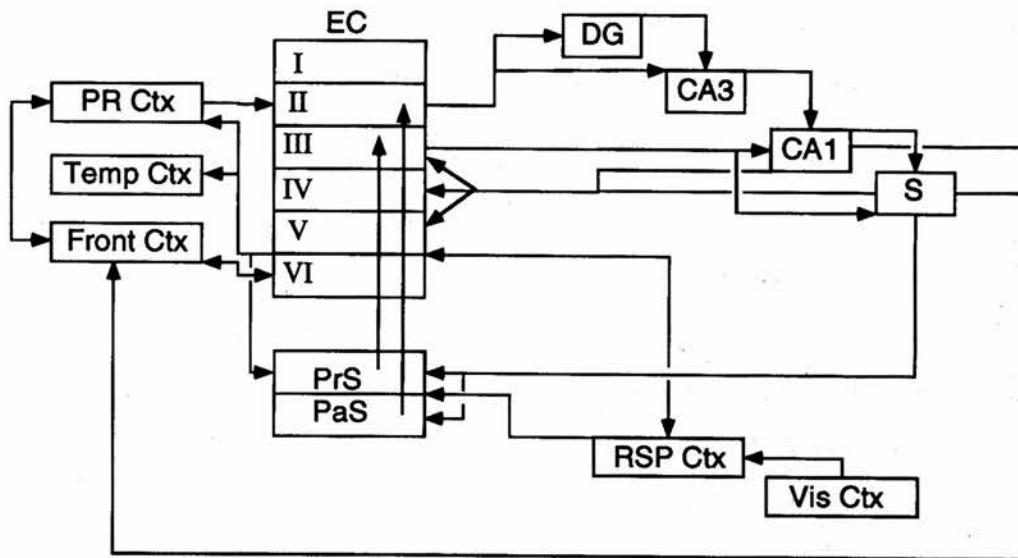 EC
I
II
III
IV
V
VI
PR Ctx
Temp Ctx
Front Ctx
DG
CA3
CA1
S
PrS
PaS
RSP Ctx
Vis Ctx